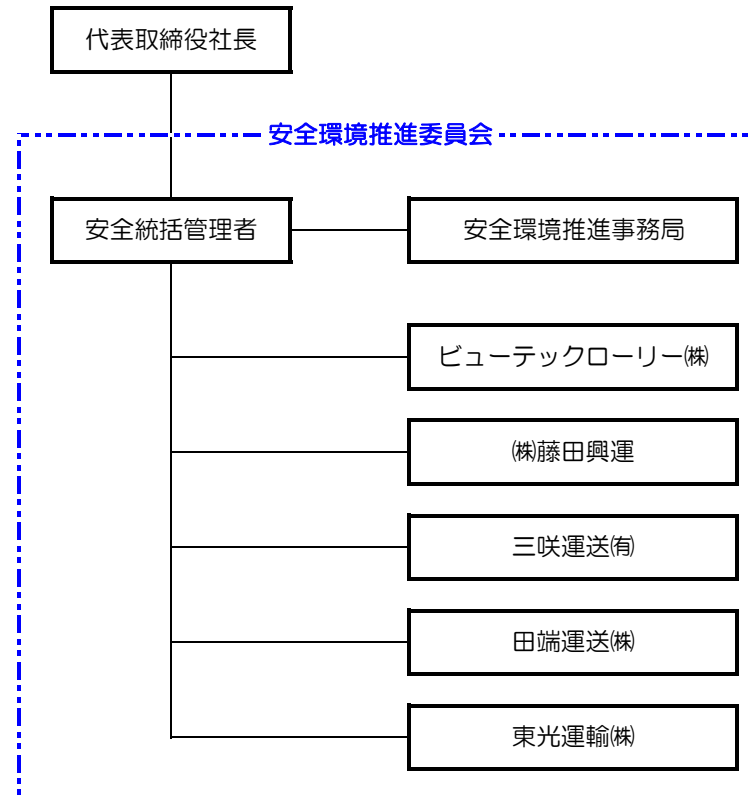 代表取締役社長
安全環境推進委員会
安全統括管理者
安全環境推進事務局
ビューテックローリー㈱
㈱藤田興運
三咲運送㈲
田端運送㈱
東光運輸㈱